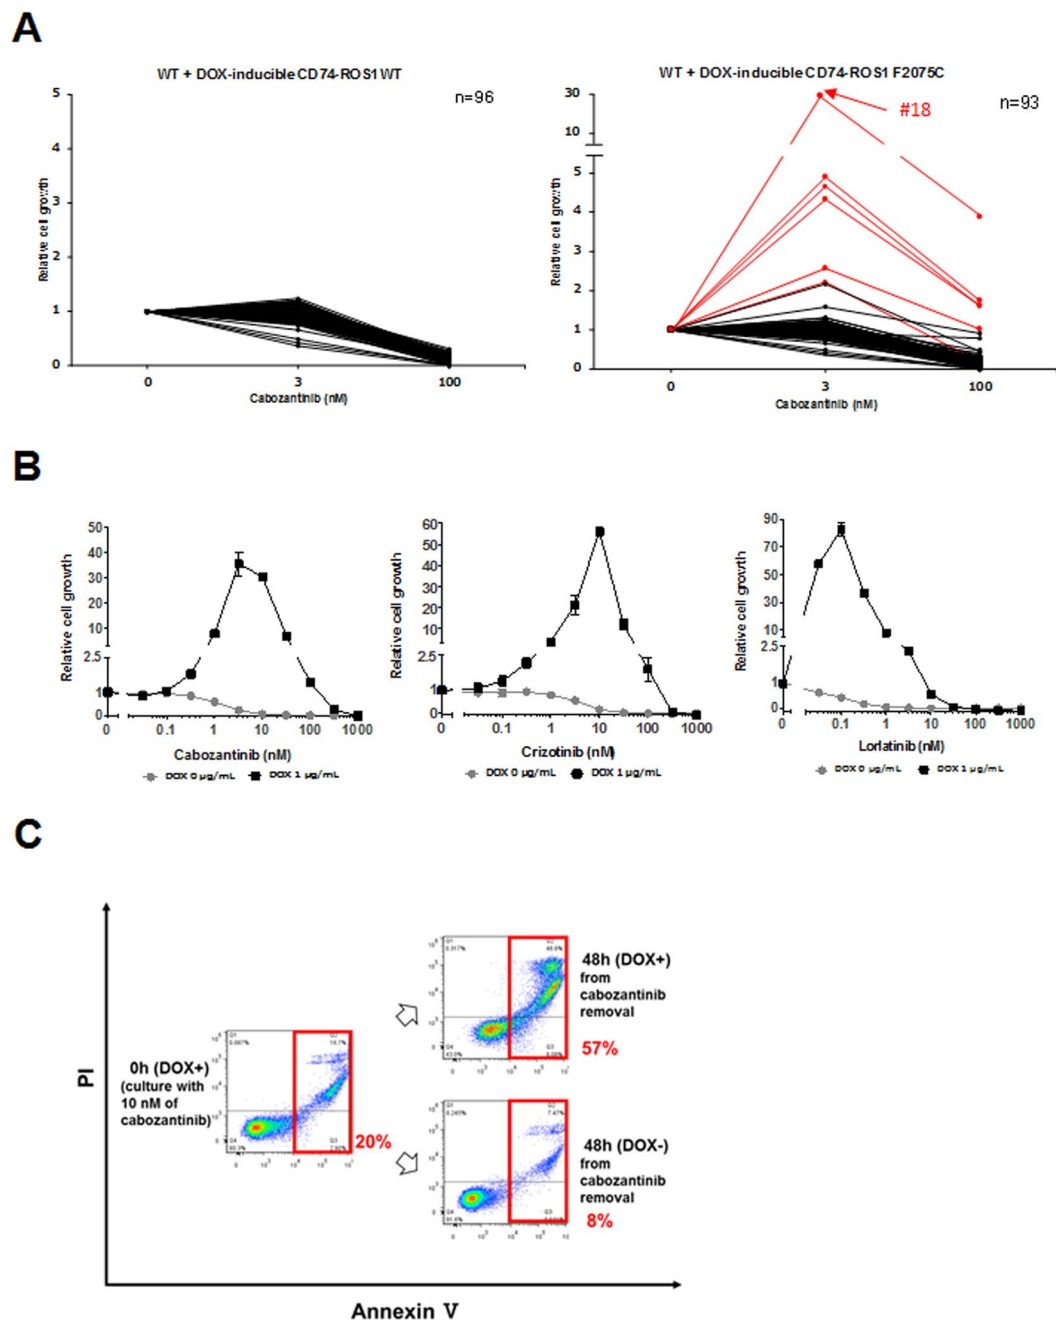 A
WT + DOX-inducible CD74-ROS1 WT
n=96
5
4
3
2
1
0
Relative cell growth
0 3 100
Cabozantinib (nM)
WT + DOX-inducible CD74-ROS1 F2075C
n=93
#18
30
10
5
4
3
2
1
0
Relative cell growth
0 3 100
Cabozantinib (nM)
B
50
40
30
20
10
2.5
1
0
Relative cell growth
0 0.1 1 10 100 1000
Cabozantinib (nM)
DOX 0 µg/mL DOX 1 µg/mL
60
50
40
30
20
10
2.5
1
0
Relative cell growth
0 0.1 1 10 100 1000
Crizotinib (nM)
DOX 0 µg/mL DOX 1 µg/mL
90
70
50
30
10
2.5
1
0
Relative cell growth
0 0.1 1 10 100 1000
Lorlatinib (nM)
DOX 0 µg/mL DOX 1 µg/mL
C
PI
0h (DOX+)
(culture with
10 nM of
cabozantinib)
20%
48h (DOX+)
from
cabozantinib
removal
57%
48h (DOX-)
from
cabozantinib
removal
8%
Annexin V